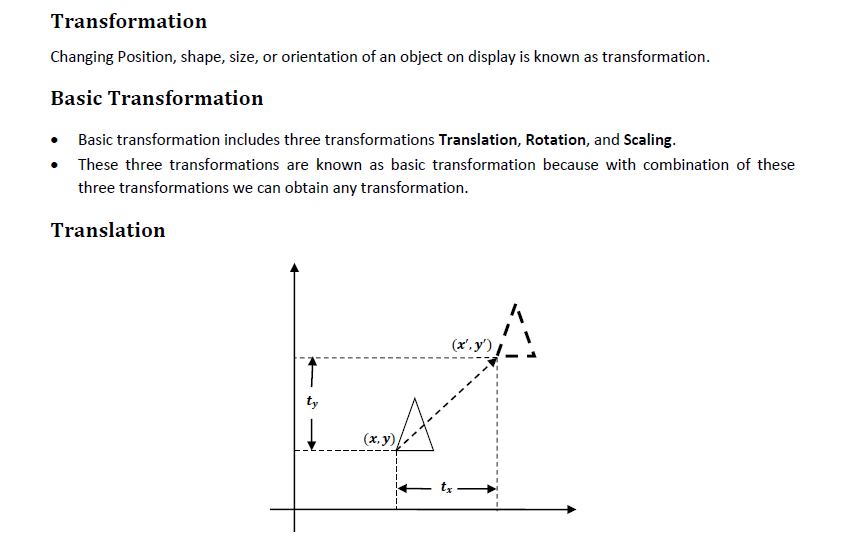 Transformation
Changing Position, shape, size, or orientation of an object on display is known as transformation.
Basic Transformation
• Basic transformation includes three transformations Translation, Rotation, and Scaling.
• These three transformations are known as basic transformation because with combination of these
three transformations we can obtain any transformation.
Translation
(x′, y′)
t_y
(x, y)
t_x